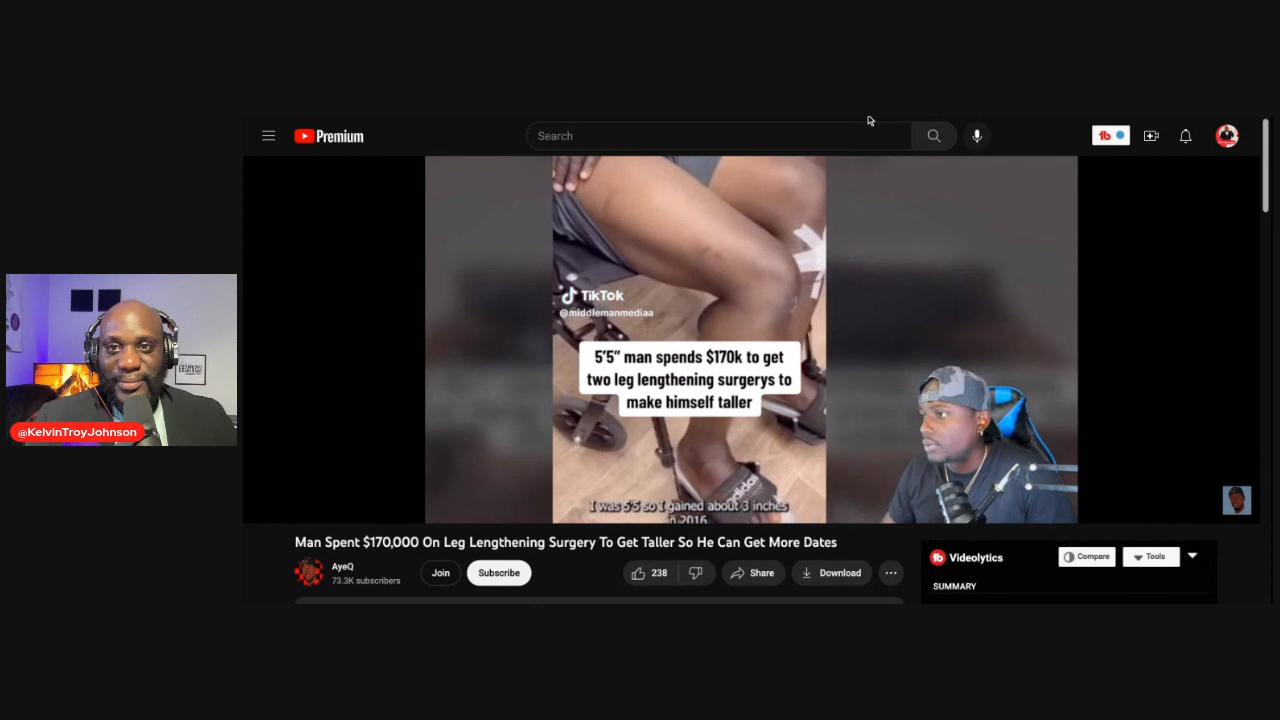 Premium
Search
TikTok
@middlemanmediaa
5'5" man spends $170k to get
two leg lengthening surgerys to
make himself taller
adidas
I was 5'5 so I gained about 3 inches
in 2016
@KelvinTroyJohnson
Man Spent $170,000 On Leg Lengthening Surgery To Get Taller So He Can Get More Dates
AyeQ
73.3K subscribers
Join
Subscribe
238
Share
Download
tb
Videolytics
Compare
Tools
SUMMARY